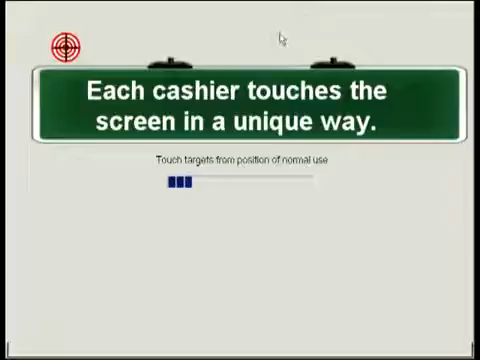 Each cashier touches the
screen in a unique way.
Touch targets from position of normal use